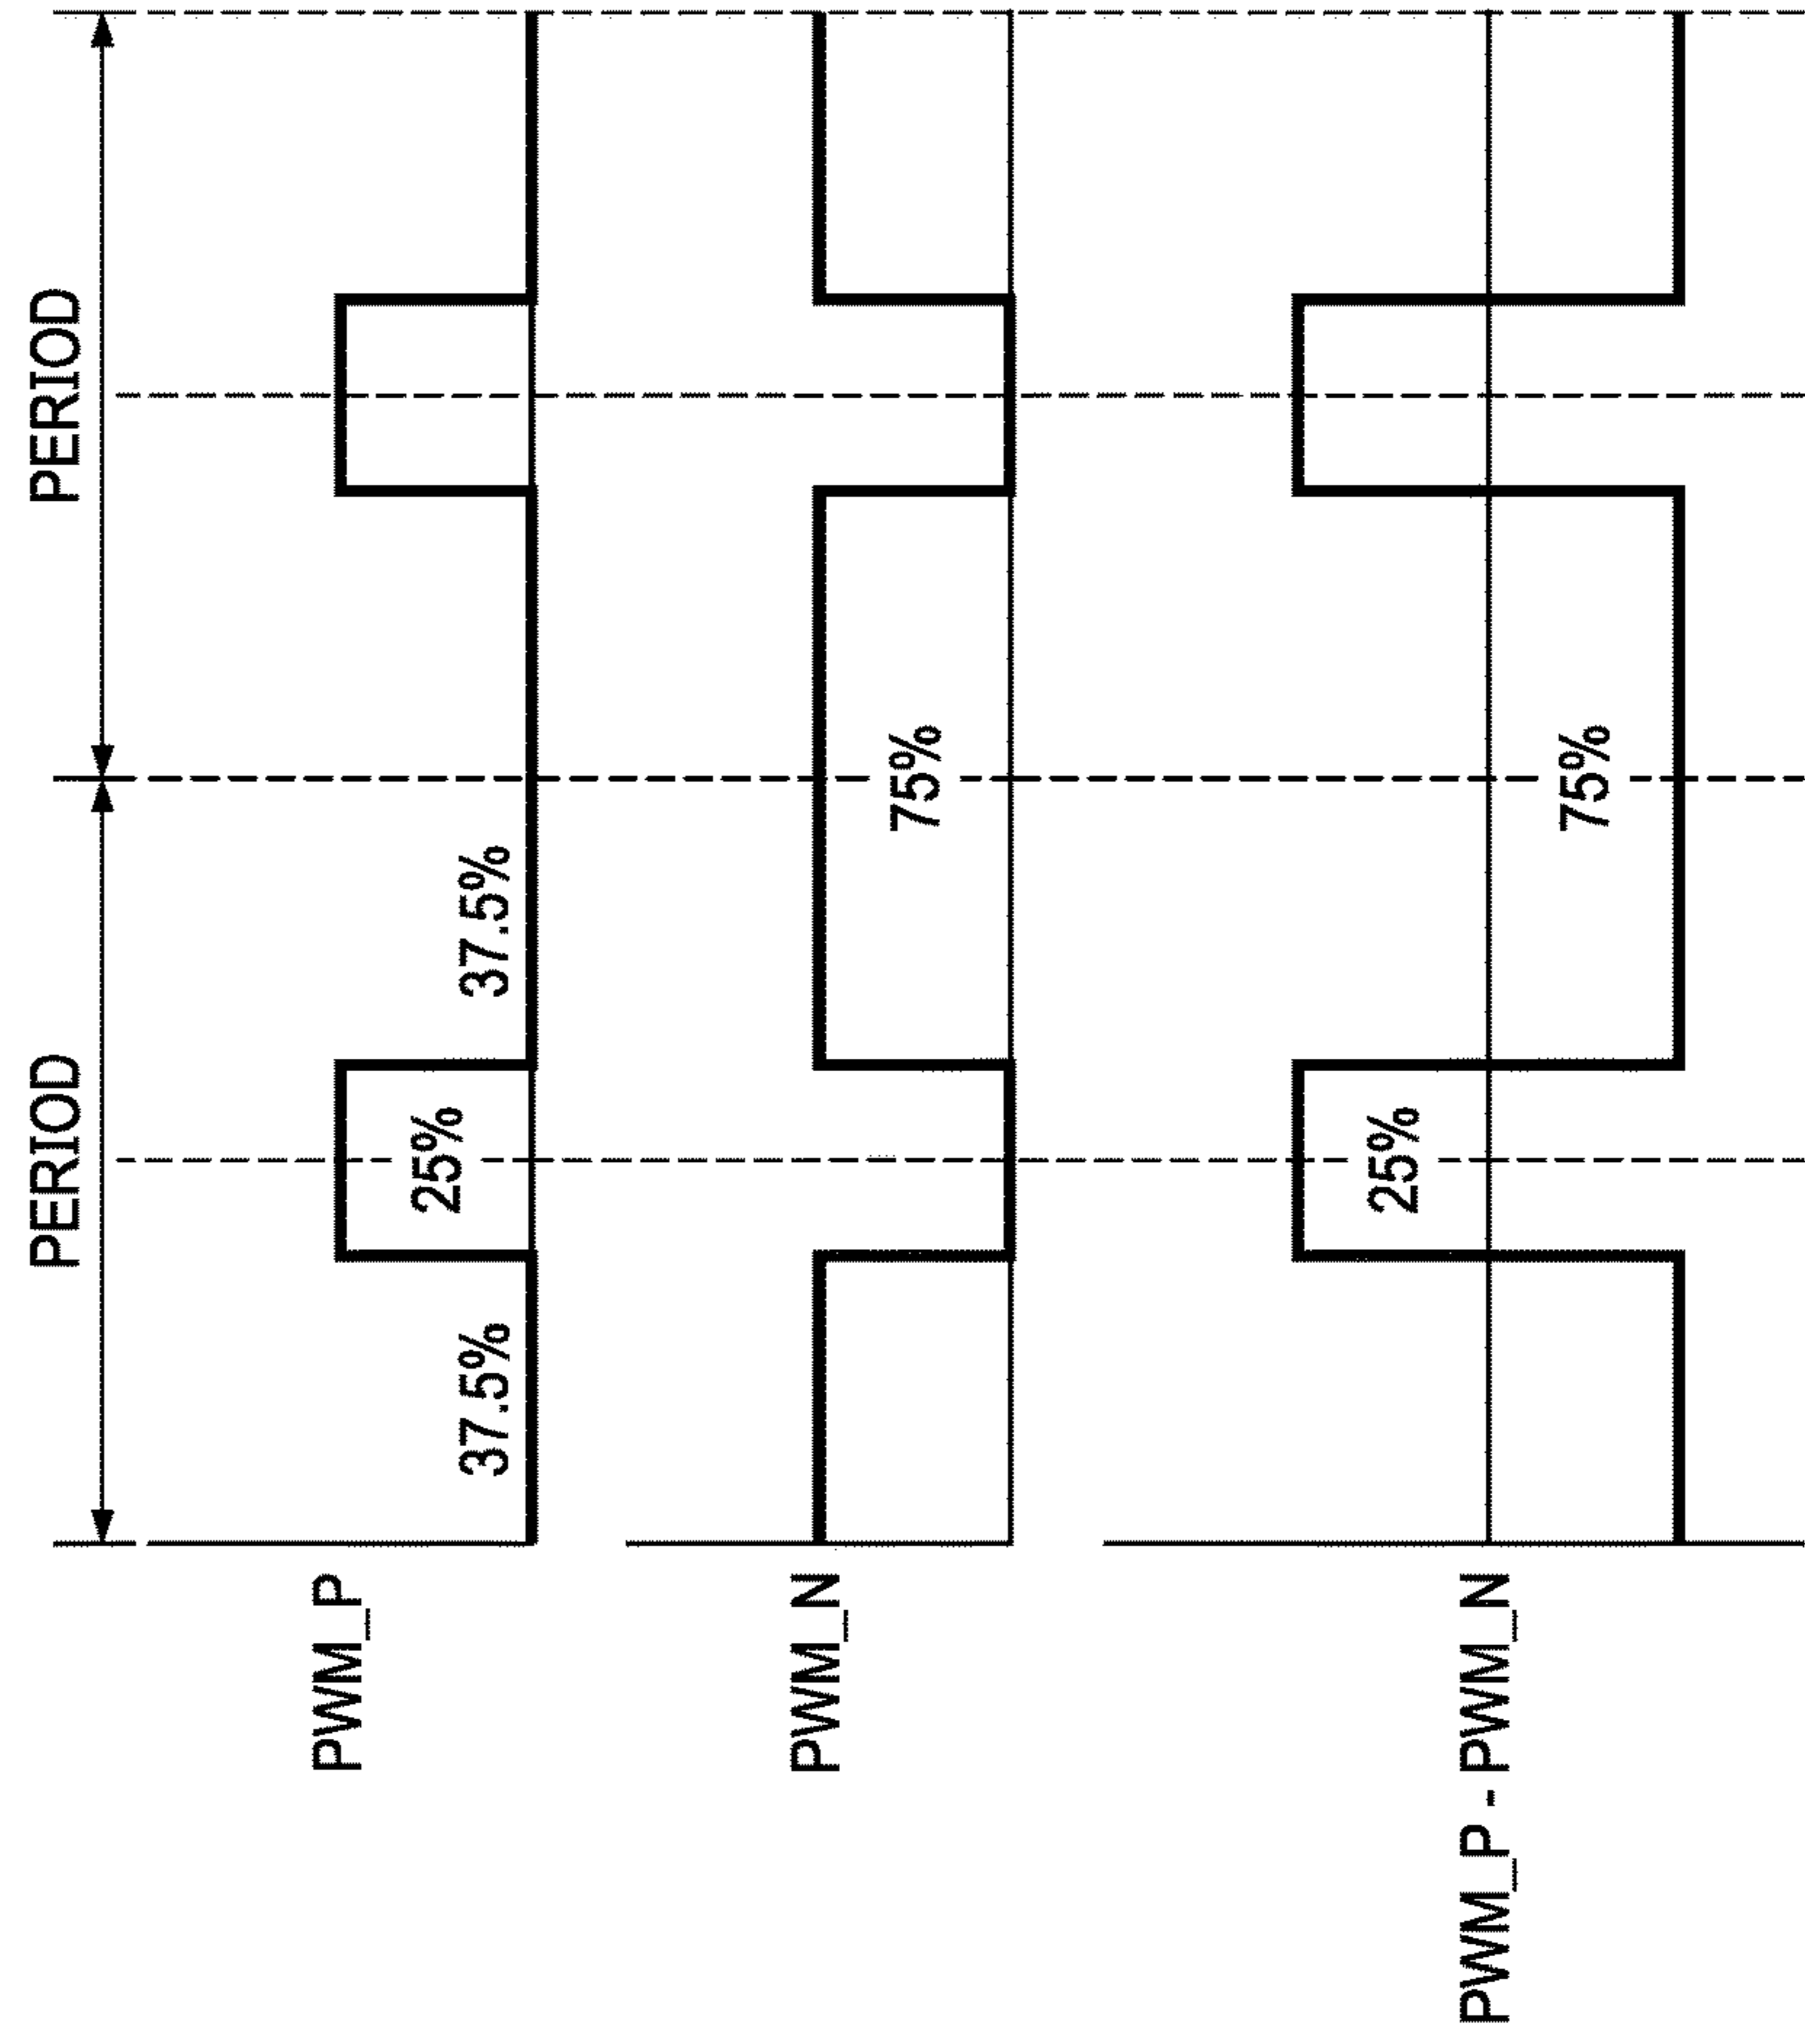 PERIOD
PERIOD
PWM_P
37.5%
25%
37.5%
PWM_N
75%
PWM_P - PWM_N
25%
75%